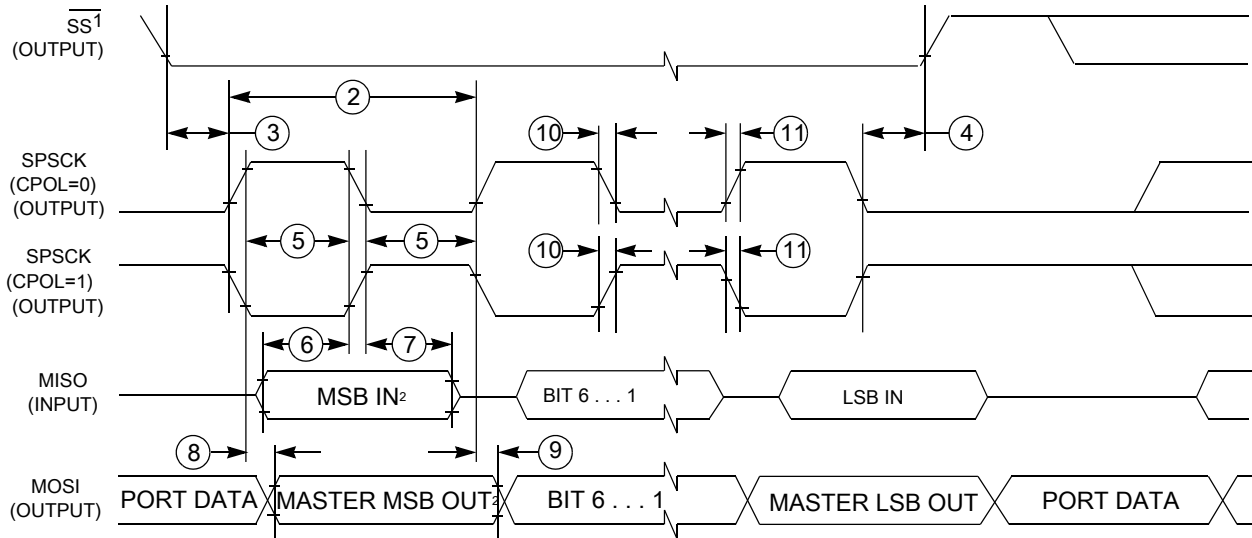 SS1
(OUTPUT)
2
3
10
11
4
SPSCK
(CPOL=0)
(OUTPUT)
5
5
SPSCK
(CPOL=1)
(OUTPUT)
10
11
6
7
MISO
(INPUT)
MSB IN2
BIT 6 . . . 1
LSB IN
8
9
MOSI
(OUTPUT)
PORT DATA
MASTER MSB OUT2
BIT 6 . . . 1
MASTER LSB OUT
PORT DATA